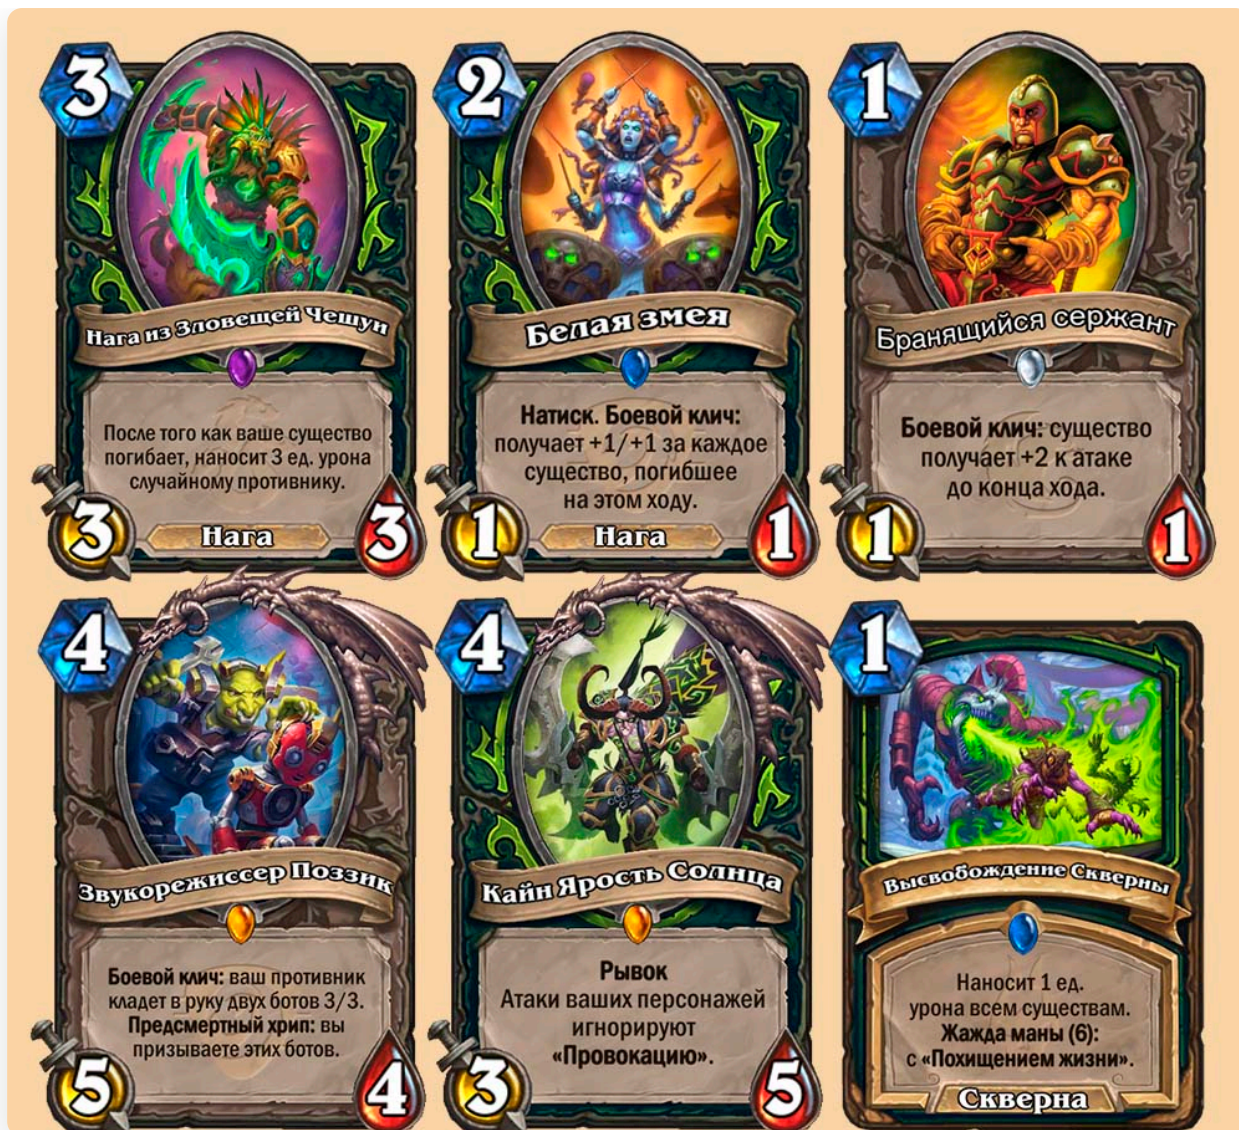 3
Нага из Зловещей Чешуи
После того как ваше существо
погибает, наносит 3 ед. урона
случайному противнику.
3
Нага
3
2
Белая змея
Натиск. Боевой клич:
получает +1/+1 за каждое
существо, погибшее
на этом ходу.
1
Нага
1
1
Бранящийся сержант
Боевой клич: существо
получает +2 к атаке
до конца хода.
1
1
4
Звукорежиссер Поззик
Боевой клич: ваш противник
кладет в руку двух ботов 3/3.
Предсмертный хрип: вы
призываете этих ботов.
5
4
4
Кайн Ярость Солнца
Рывок
Атаки ваших персонажей
игнорируют
«Провокацию».
3
5
1
Высвобождение Скверны
Наносит 1 ед.
урона всем существам.
Жажда маны (6):
с «Похищением жизни».
Скверна